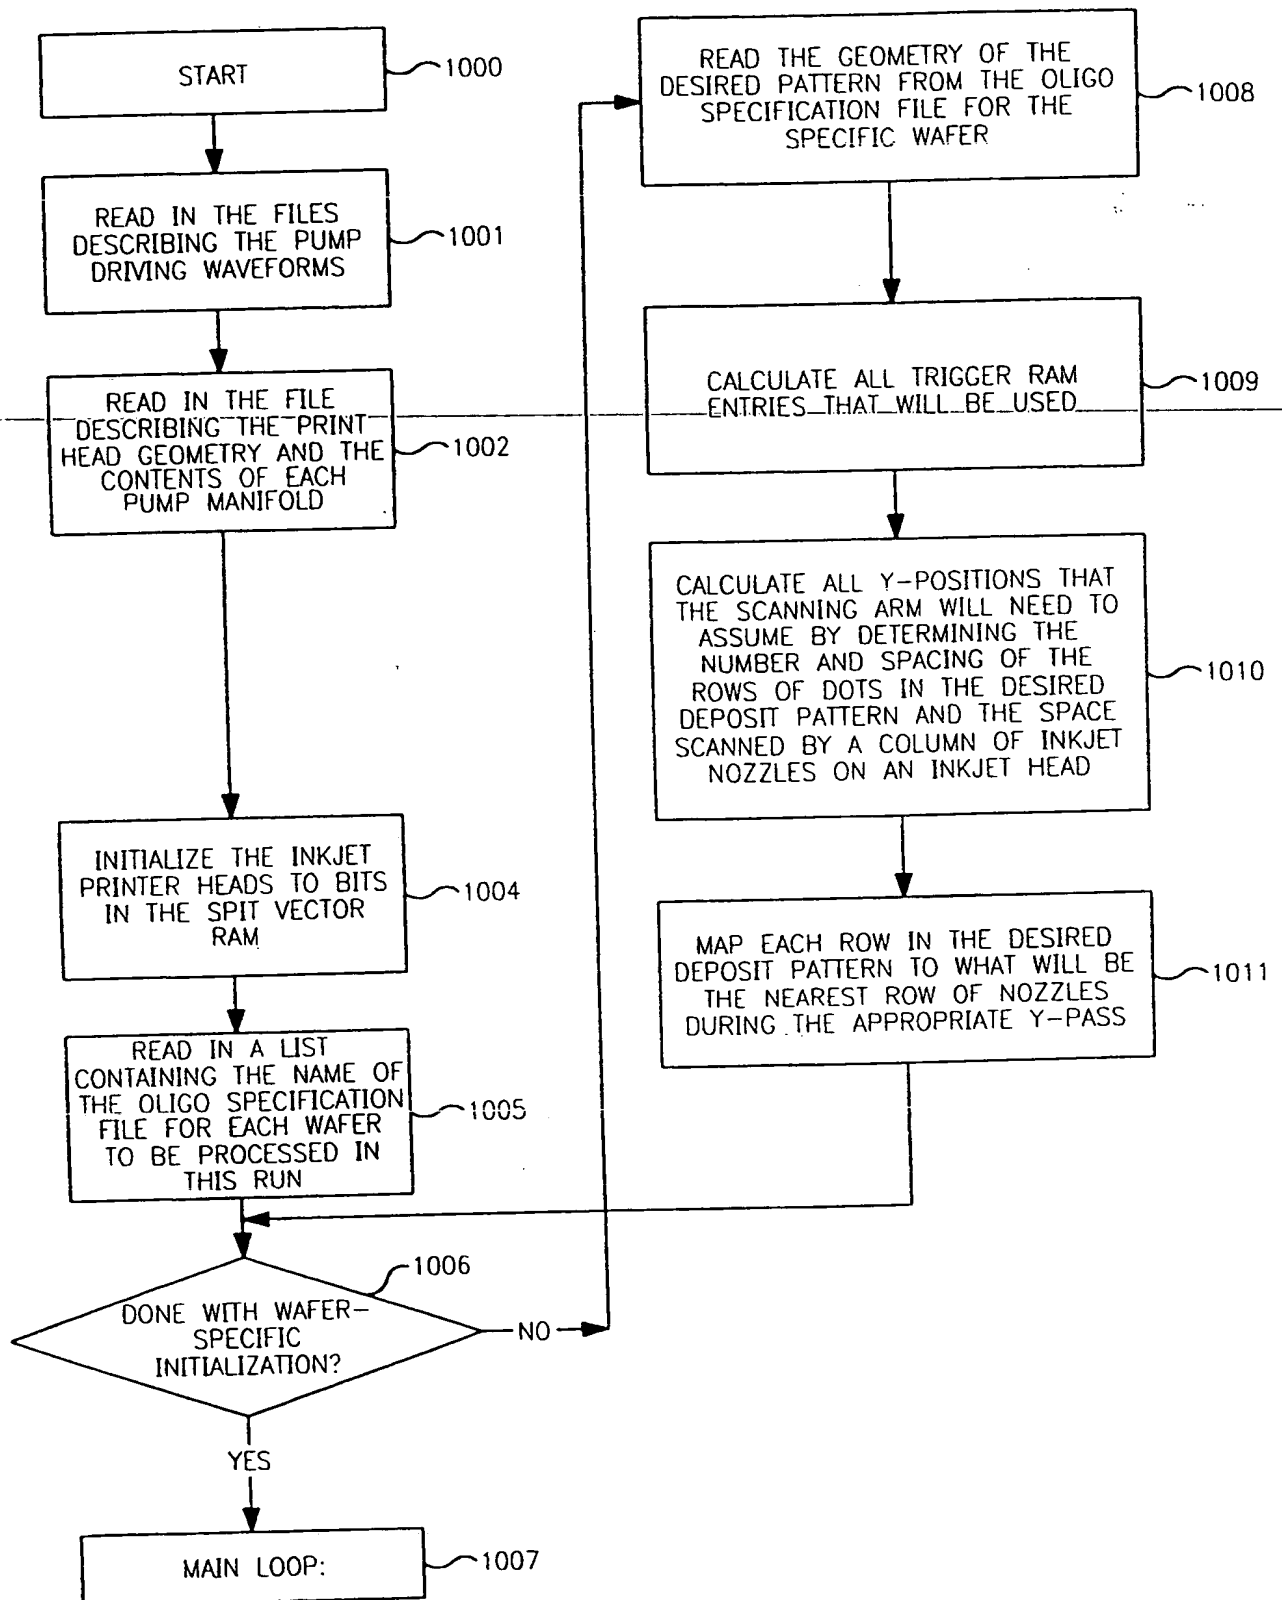 START
1000
READ IN THE FILES
DESCRIBING THE PUMP
DRIVING WAVEFORMS
1001
READ IN THE FILE
DESCRIBING THE PRINT
HEAD GEOMETRY AND THE
CONTENTS OF EACH
PUMP MANIFOLD
1002
INITIALIZE THE INKJET
PRINTER HEADS TO BITS
IN THE SPIT VECTOR
RAM
1004
READ IN A LIST
CONTAINING THE NAME OF
THE OLIGO SPECIFICATION
FILE FOR EACH WAFER
TO BE PROCESSED IN
THIS RUN
1005
1006
DONE WITH WAFER-
SPECIFIC
INITIALIZATION?
NO
YES
MAIN LOOP:
1007
READ THE GEOMETRY OF THE
DESIRED PATTERN FROM THE OLIGO
SPECIFICATION FILE FOR THE
SPECIFIC WAFER
1008
CALCULATE ALL TRIGGER RAM
ENTRIES THAT WILL BE USED
1009
CALCULATE ALL Y-POSITIONS THAT
THE SCANNING ARM WILL NEED TO
ASSUME BY DETERMINING THE
NUMBER AND SPACING OF THE
ROWS OF DOTS IN THE DESIRED
DEPOSIT PATTERN AND THE SPACE
SCANNED BY A COLUMN OF INKJET
NOZZLES ON AN INKJET HEAD
1010
MAP EACH ROW IN THE DESIRED
DEPOSIT PATTERN TO WHAT WILL BE
THE NEAREST ROW OF NOZZLES
DURING THE APPROPRIATE Y-PASS
1011